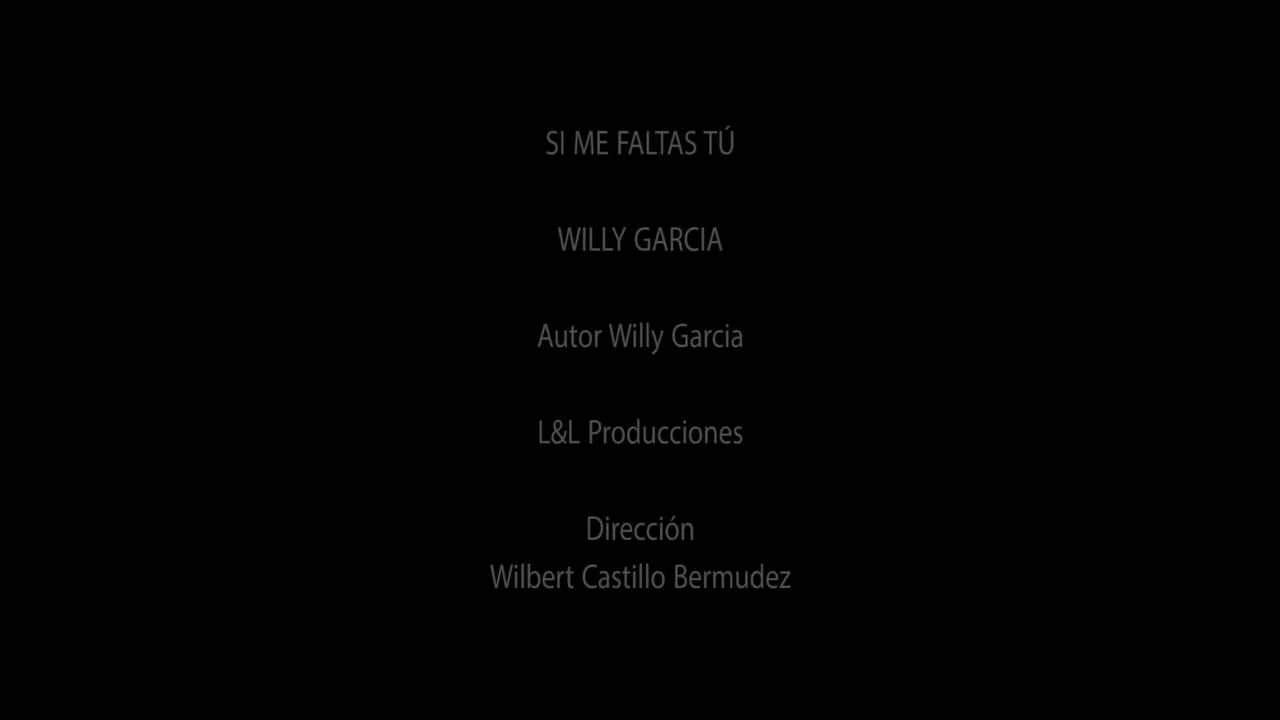 SI ME FALTAS TÚ
WILLY GARCIA
Autor Willy Garcia
L&L Producciones
Dirección
Wilbert Castillo Bermudez